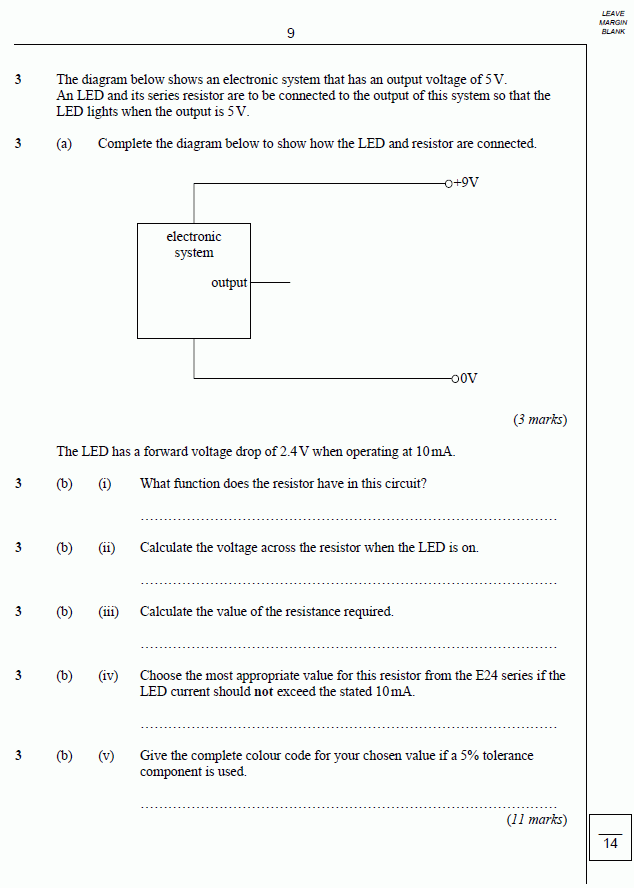 LEAVE
MARGIN
BLANK
9
3 The diagram below shows an electronic system that has an output voltage of 5 V.
An LED and its series resistor are to be connected to the output of this system so that the
LED lights when the output is 5 V.
3 (a) Complete the diagram below to show how the LED and resistor are connected.
+9V
electronic
system
output
0V
(3 marks)
The LED has a forward voltage drop of 2.4 V when operating at 10 mA.
3 (b) (i) What function does the resistor have in this circuit?
3 (b) (ii) Calculate the voltage across the resistor when the LED is on.
3 (b) (iii) Calculate the value of the resistance required.
3 (b) (iv) Choose the most appropriate value for this resistor from the E24 series if the
LED current should not exceed the stated 10 mA.
3 (b) (v) Give the complete colour code for your chosen value if a 5% tolerance
component is used.
(11 marks)
14